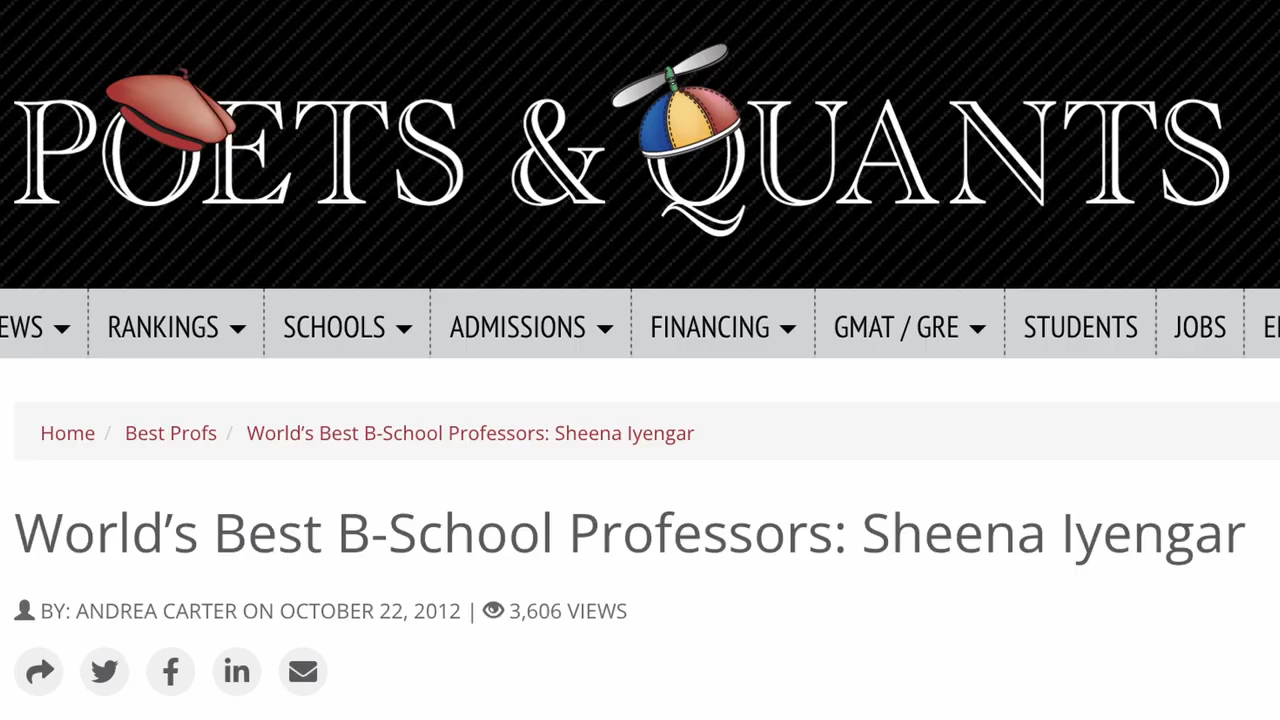 POETS & QUANTS
EWS RANKINGS SCHOOLS ADMISSIONS FINANCING GMAT / GRE STUDENTS JOBS
Home / Best Profs / World’s Best B-School Professors: Sheena Iyengar
World’s Best B-School Professors: Sheena Iyengar
BY: ANDREA CARTER ON OCTOBER 22, 2012 | 3,606 VIEWS